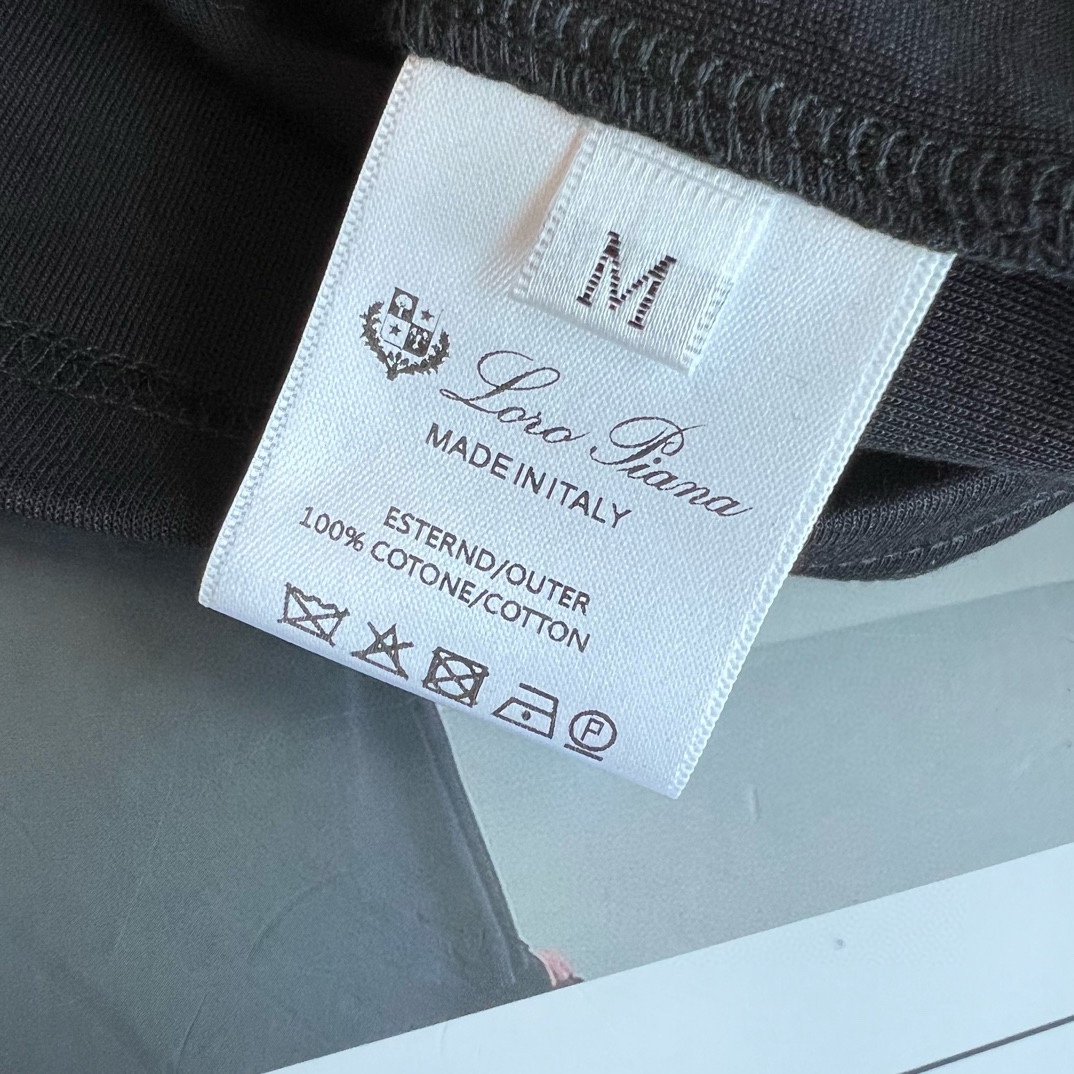 M
Loro Piana
MADE IN ITALY
ESTERND/OUTER
100% COTONE/COTTON
P